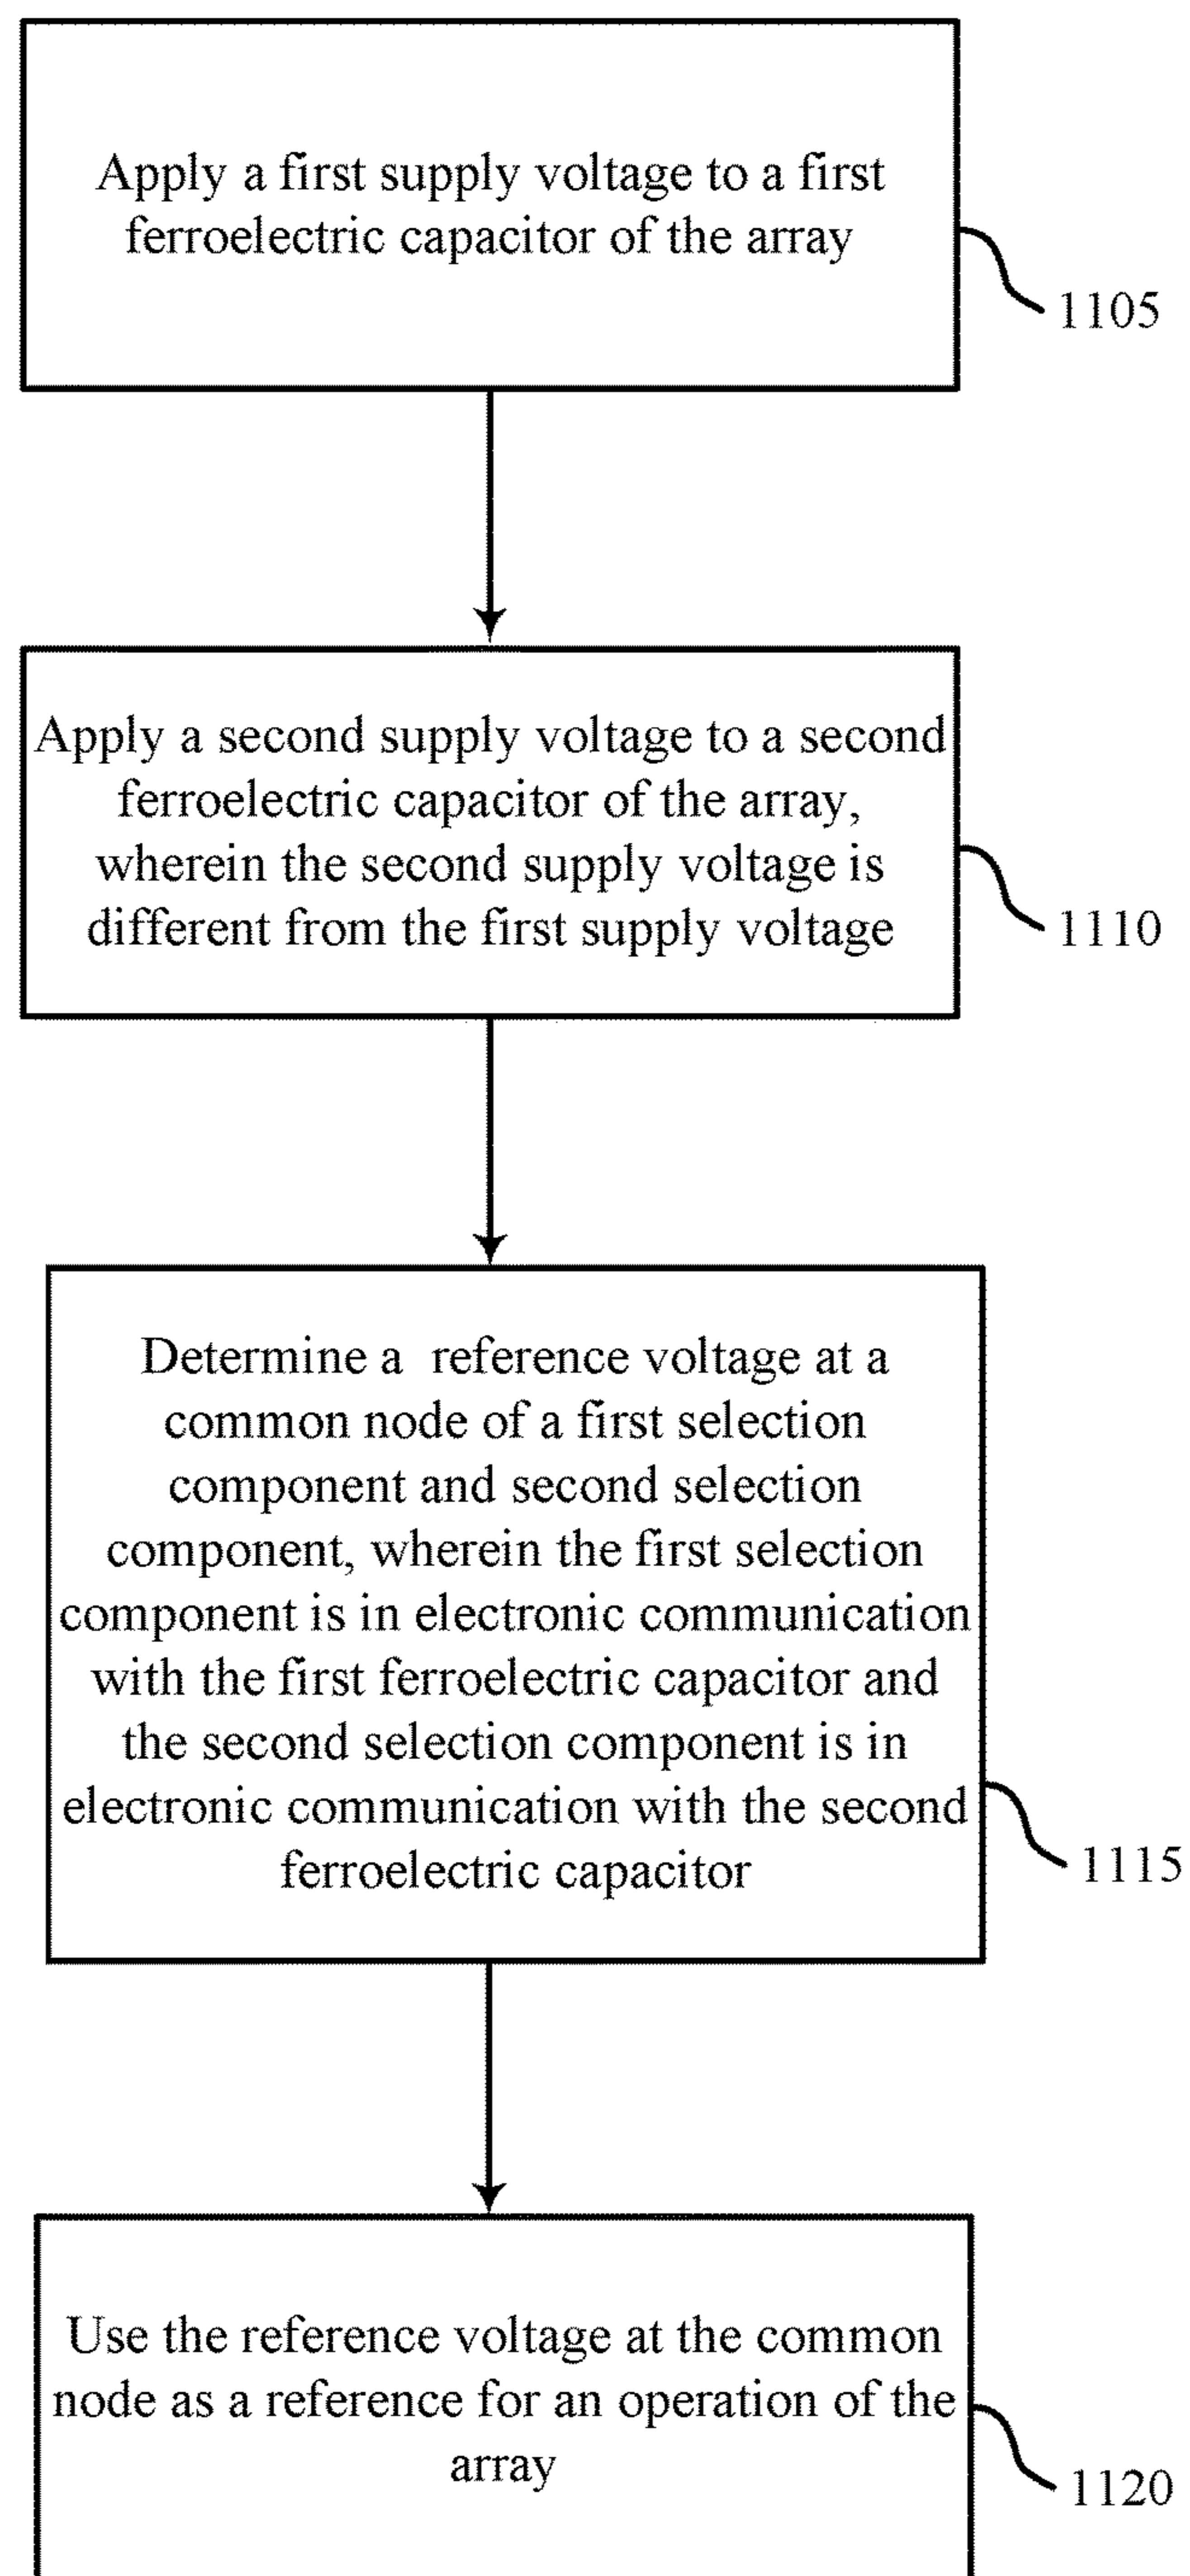 Apply a first supply voltage to a first
ferroelectric capacitor of the array
1105
Apply a second supply voltage to a second
ferroelectric capacitor of the array,
wherein the second supply voltage is
different from the first supply voltage
1110
Determine a reference voltage at a
common node of a first selection
component and second selection
component, wherein the first selection
component is in electronic communication
with the first ferroelectric capacitor and
the second selection component is in
electronic communication with the second
ferroelectric capacitor
1115
Use the reference voltage at the common
node as a reference for an operation of the
array
1120